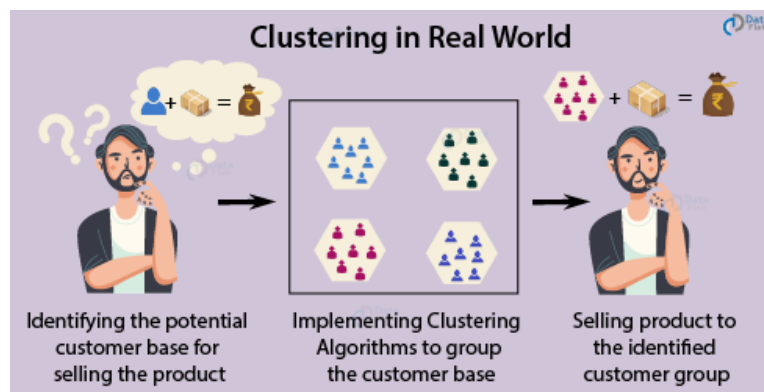 Clustering in Real World
+ =
₹
+ =
₹
Identifying the potential
customer base for
selling the product
Implementing Clustering
Algorithms to group
the customer base
Selling product to
the identified
customer group